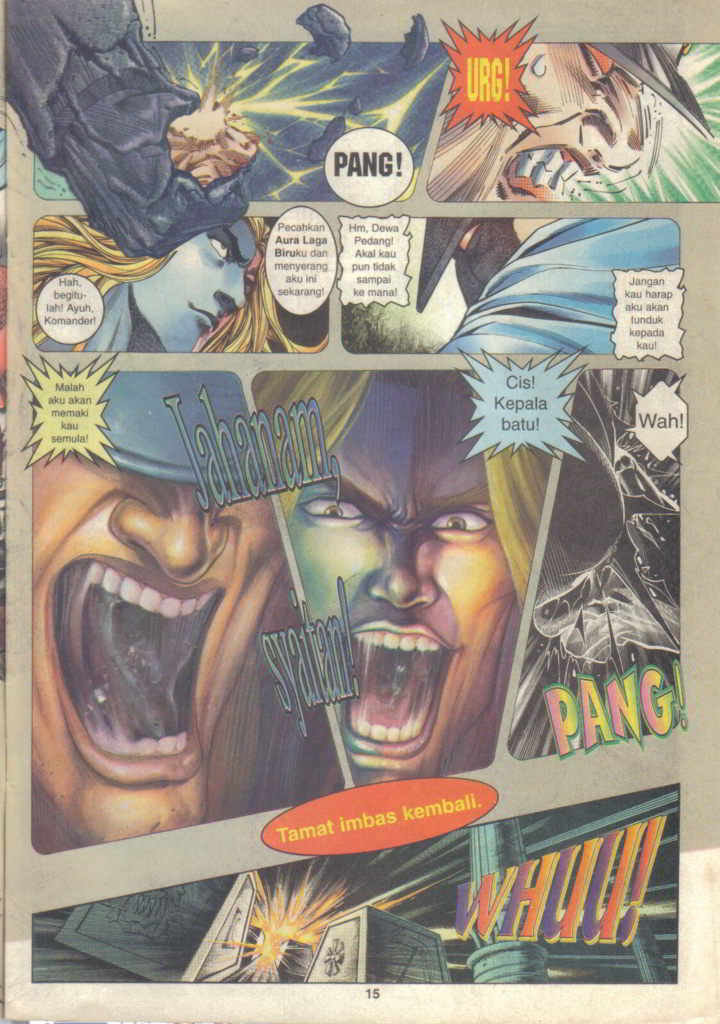 PANG!
URG!
Hah,
begitu-
lah! Ayuh,
Komander!
Pecahkan
Aura Laga
Biruku dan
menyerang
aku ini
sekarang!
Hm, Dewa
Pedang!
Akal kau
pun tidak
sampai
ke mana!
Jangan
kau harap
aku akan
tunduk
kepada
kau!
Malah
aku akan
memaki
kau
semula!
Jahanam,
syaitan!
Cis!
Kepala
batu!
Wah!
PANG!
Tamat imbas kembali.
WHUU!
15